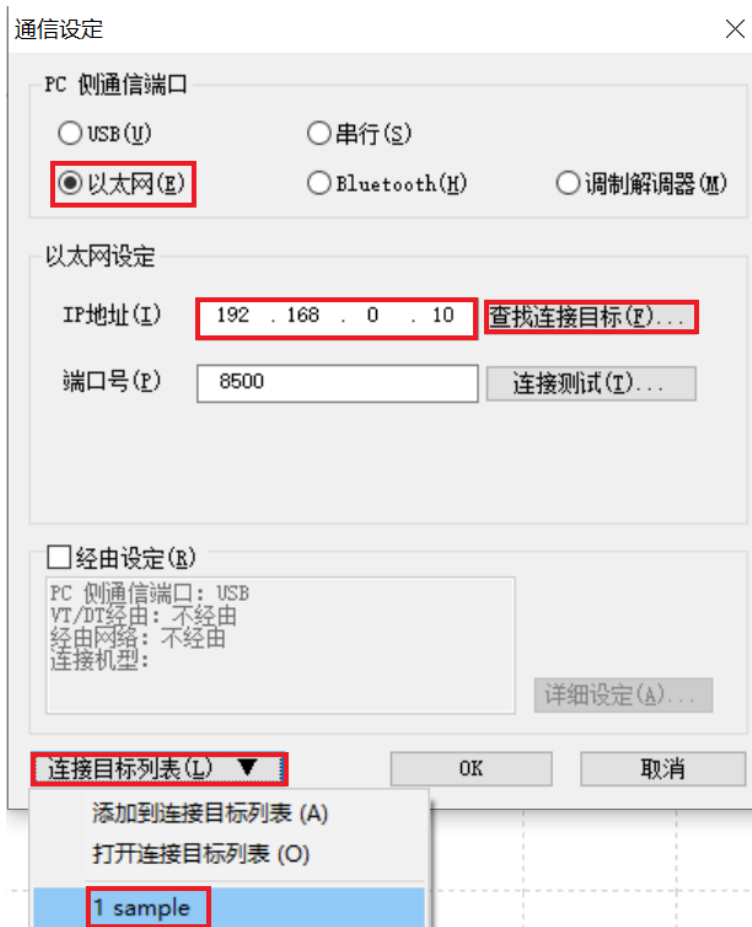 通信设定
PC 侧通信端口
USB(U) 串行(S)
以太网(E) Bluetooth(H) 调制解调器(M)
以太网设定
IP地址(I) 192 . 168 . 0 . 10 查找连接目标(F)...
端口号(P) 8500 连接测试(T)...
经由设定(R)
PC 侧通信端口: USB
VT/DT经由: 不经由
经由网络: 不经由
连接机型:
详细设定(A)...
连接目标列表(L) ▼ OK 取消
添加到连接目标列表 (A)
打开连接目标列表 (O)
1 sample